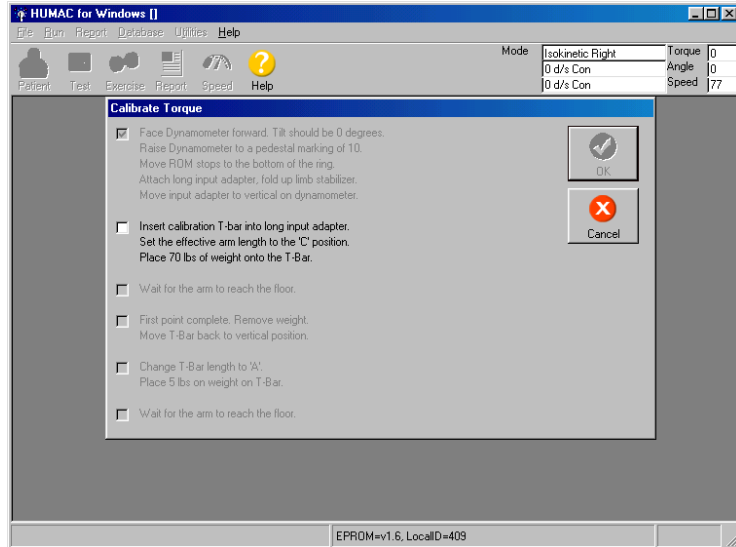 HUMAC for Windows []
File Run Report Database Utilities Help
Patient Test Exercise Report Speed Help
Mode Isokinetic Right Torque 0
0 d/s Con Angle 0
0 d/s Con Speed 77
Calibrate Torque
Face Dynamometer forward. Tilt should be 0 degrees.
Raise Dynamometer to a pedestal marking of 10.
Move ROM stops to the bottom of the ring.
Attach long input adapter, fold up limb stabilizer.
Move input adapter to vertical on dynamometer.
OK
Insert calibration T-bar into long input adapter.
Set the effective arm length to the 'C' position.
Place 70 lbs of weight onto the T-Bar.
Cancel
Wait for the arm to reach the floor.
First point complete. Remove weight.
Move T-Bar back to vertical position.
Change T-Bar length to 'A'.
Place 5 lbs on weight on T-Bar.
Wait for the arm to reach the floor.
EPROM=v1.6, LocalID=409